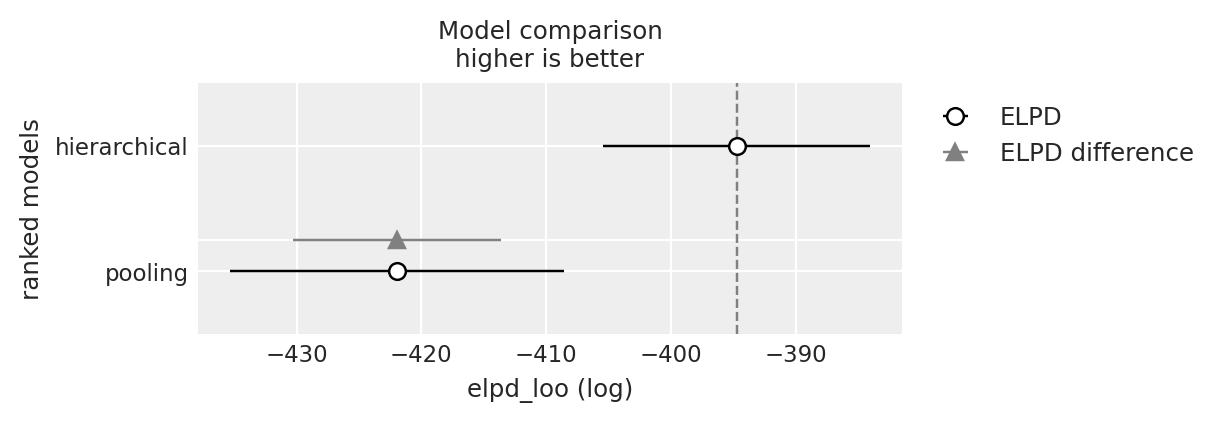 Model comparison
higher is better
ranked models
hierarchical
pooling
ELPD
ELPD difference
−430
−420
−410
−400
−390
elpd_loo (log)